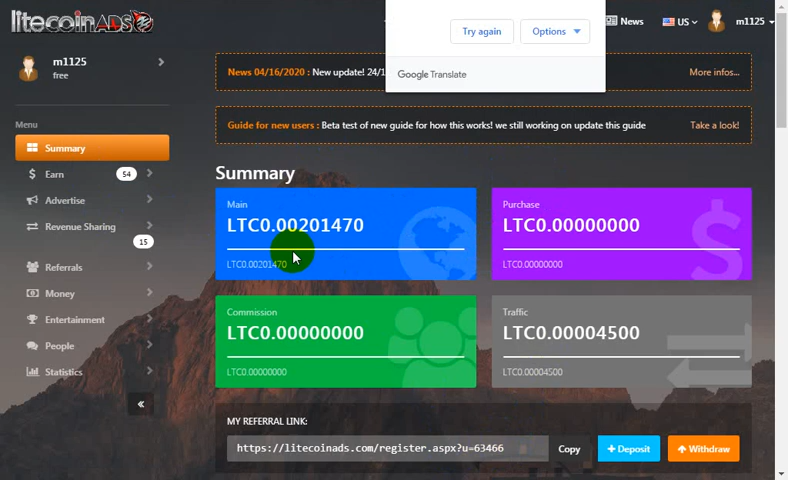 litecoinADS
Try again
Options
Google Translate
News
US
m1125
m1125
free
Menu
Summary
Earn 54
Advertise
Revenue Sharing
15
Referrals
Money
Entertainment
People
Statistics
«
News 04/16/2020 : New update! 24/1
More infos...
Guide for new users : Beta test of new guide for how this works! we still working on update this guide
Take a look!
Summary
Main
LTC0.00201470
LTC0.00201470
Purchase
LTC0.00000000
LTC0.00000000
Commission
LTC0.00000000
LTC0.00000000
Traffic
LTC0.00004500
LTC0.00004500
MY REFERRAL LINK:
https://litecoinads.com/register.aspx?u=63466
Copy
+ Deposit
Withdraw